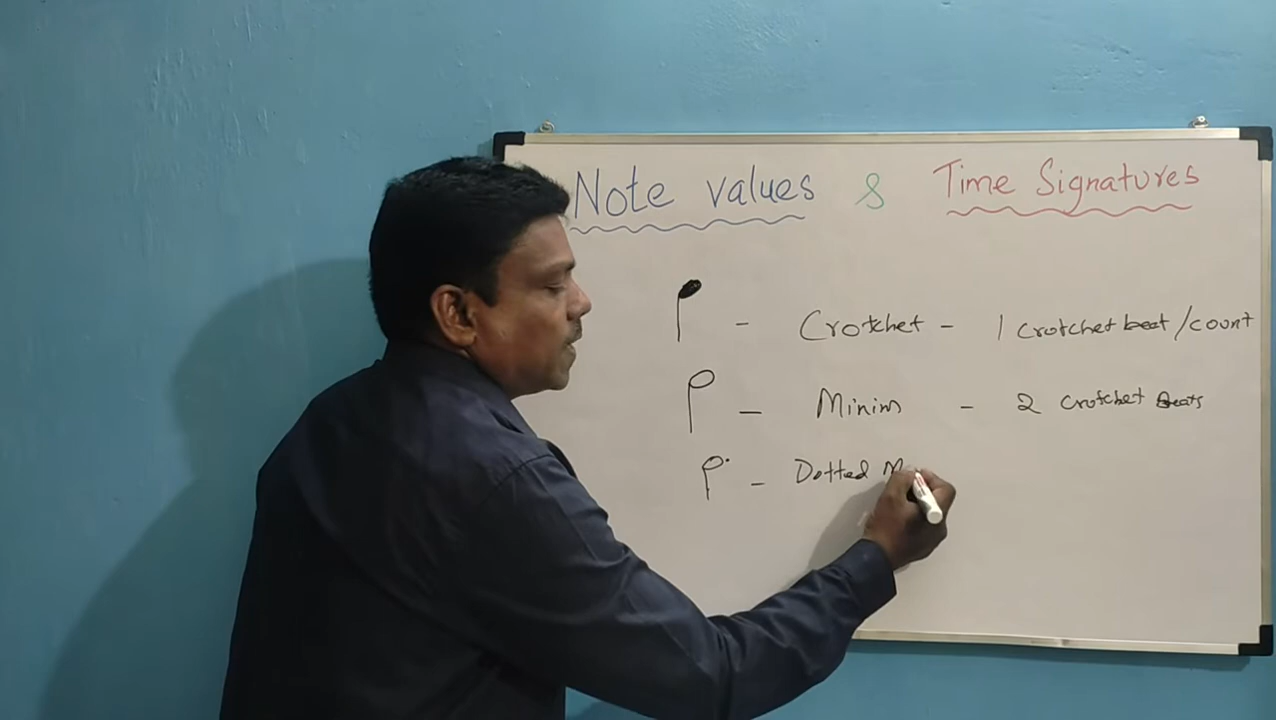 Note values & Time Signatures
- Crotchet - 1 crotchet beat/count
- Minim - 2 crotchet Beats
- Dotted M